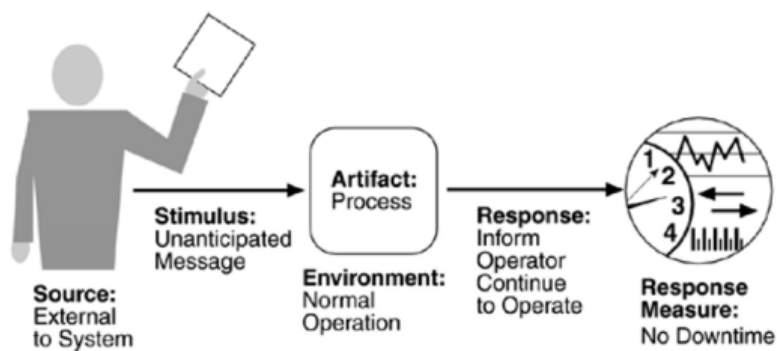 Source:
External
to System
Stimulus:
Unanticipated
Message
Artifact:
Process
Environment:
Normal
Operation
Response:
Inform
Operator
Continue
to Operate
1
2
3
4
Response
Measure:
No Downtime